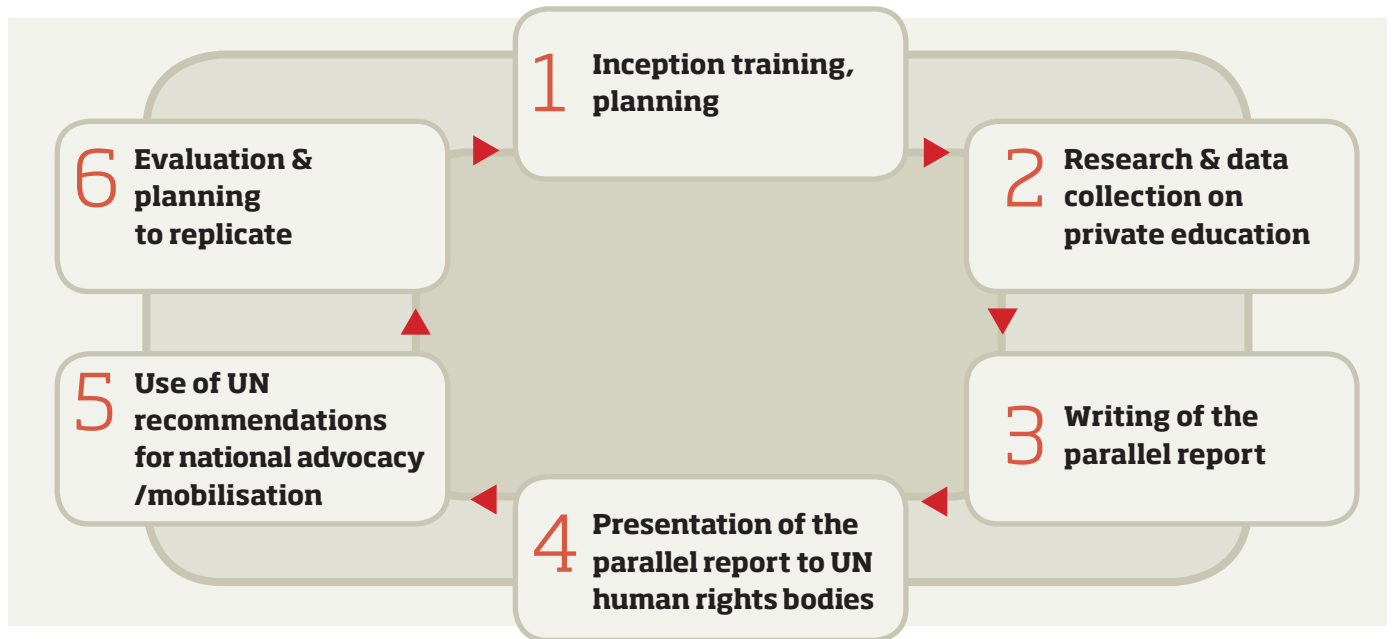 1 Inception training,
planning
2 Research & data
collection on
private education
3 Writing of the
parallel report
4 Presentation of the
parallel report to UN
human rights bodies
5 Use of UN
recommendations
for national advocacy
/mobilisation
6 Evaluation &
planning
to replicate